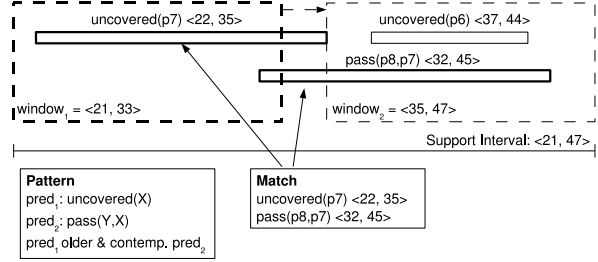 uncovered(p7) <22, 35>
uncovered(p6) <37, 44>
pass(p8,p7) <32, 45>
window1 = <21, 33>
window2 = <35, 47>
Support Interval: <21, 47>
Pattern
pred1: uncovered(X)
pred2: pass(Y,X)
pred1 older & contemp. pred2
Match
uncovered(p7) <22, 35>
pass(p8,p7) <32, 45>